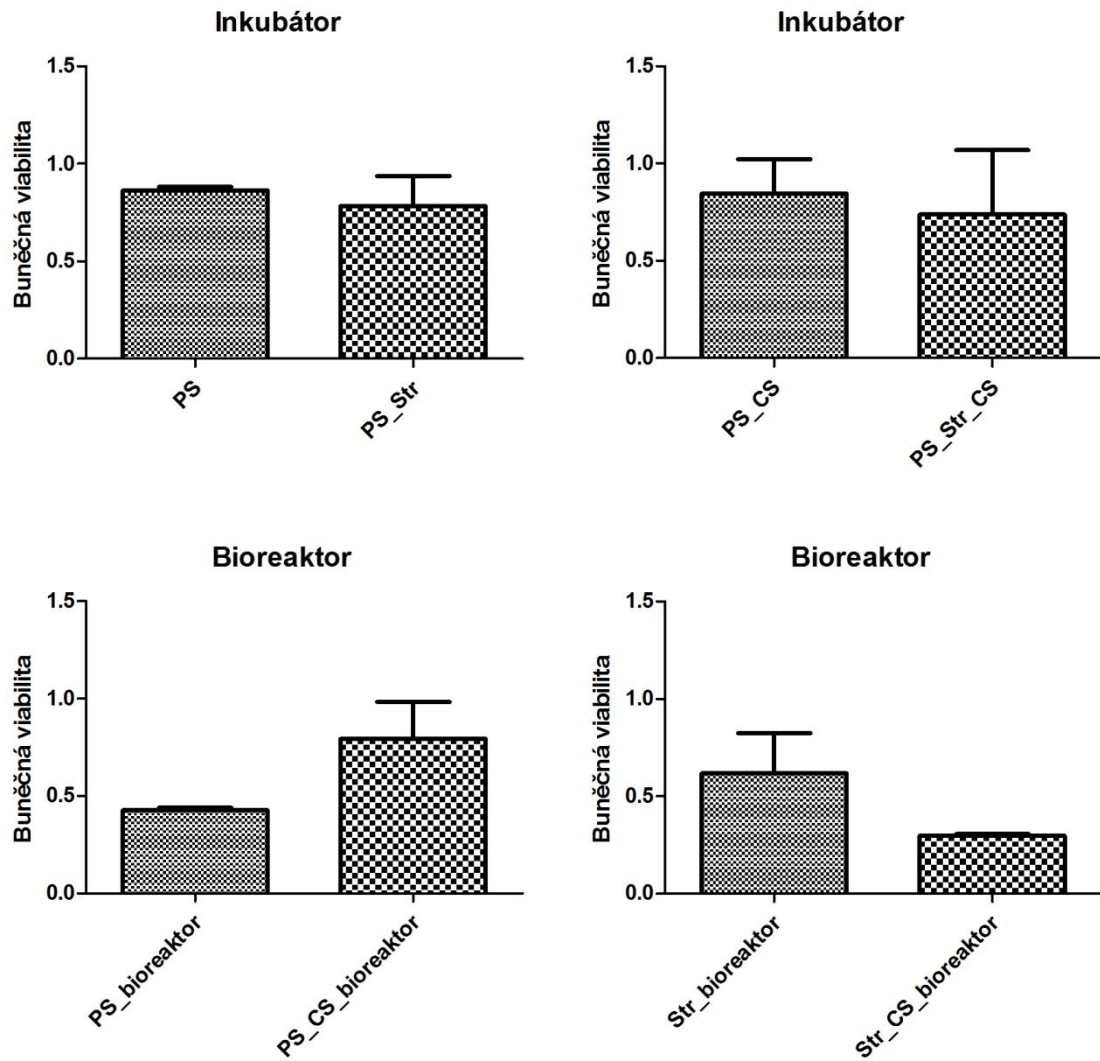 Inkubátor
Buněčná viabilita
1.5
1.0
0.5
0.0
PS
PS_Str
Inkubátor
Buněčná viabilita
1.5
1.0
0.5
0.0
PS_CS
PS_Str_CS
Bioreaktor
Buněčná viabilita
1.5
1.0
0.5
0.0
PS_bioreaktor
PS_CS_bioreaktor
Bioreaktor
Buněčná viabilita
1.5
1.0
0.5
0.0
Str_bioreaktor
Str_CS_bioreaktor